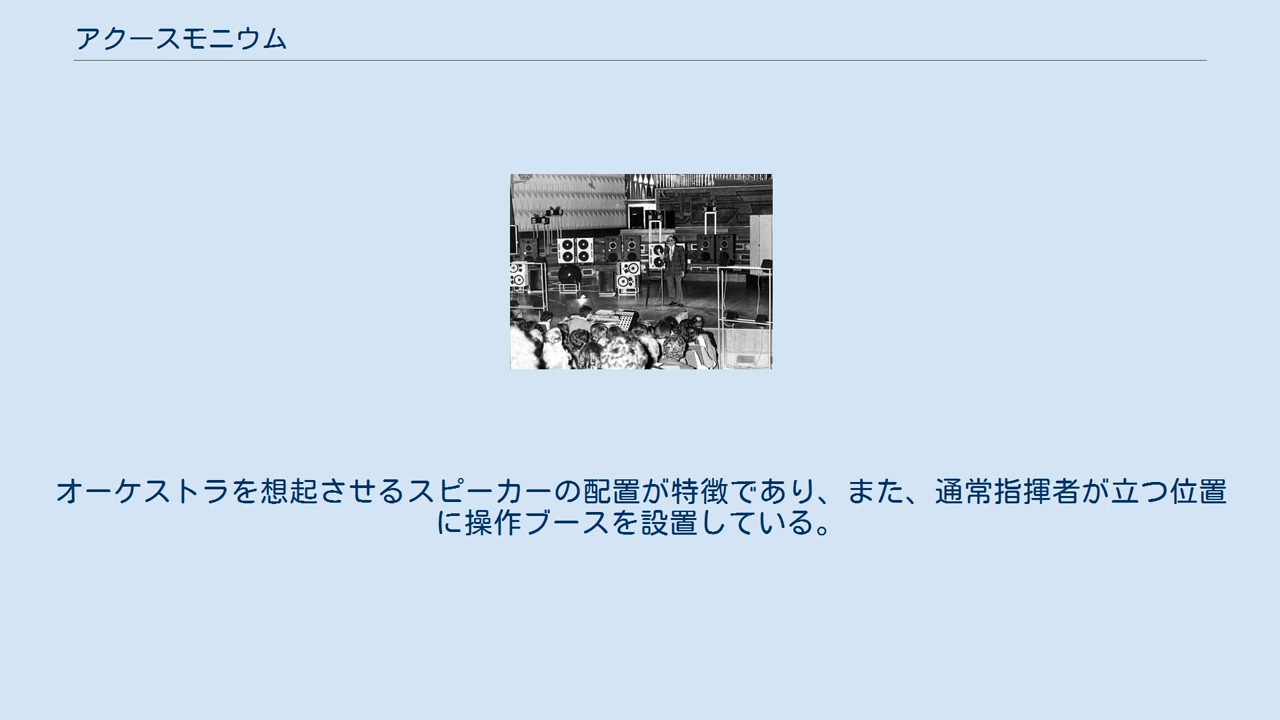 アクースモニウム
オーケストラを想起させるスピーカーの配置が特徴であり、また、通常指揮者が立つ位置
に操作ブースを設置している。